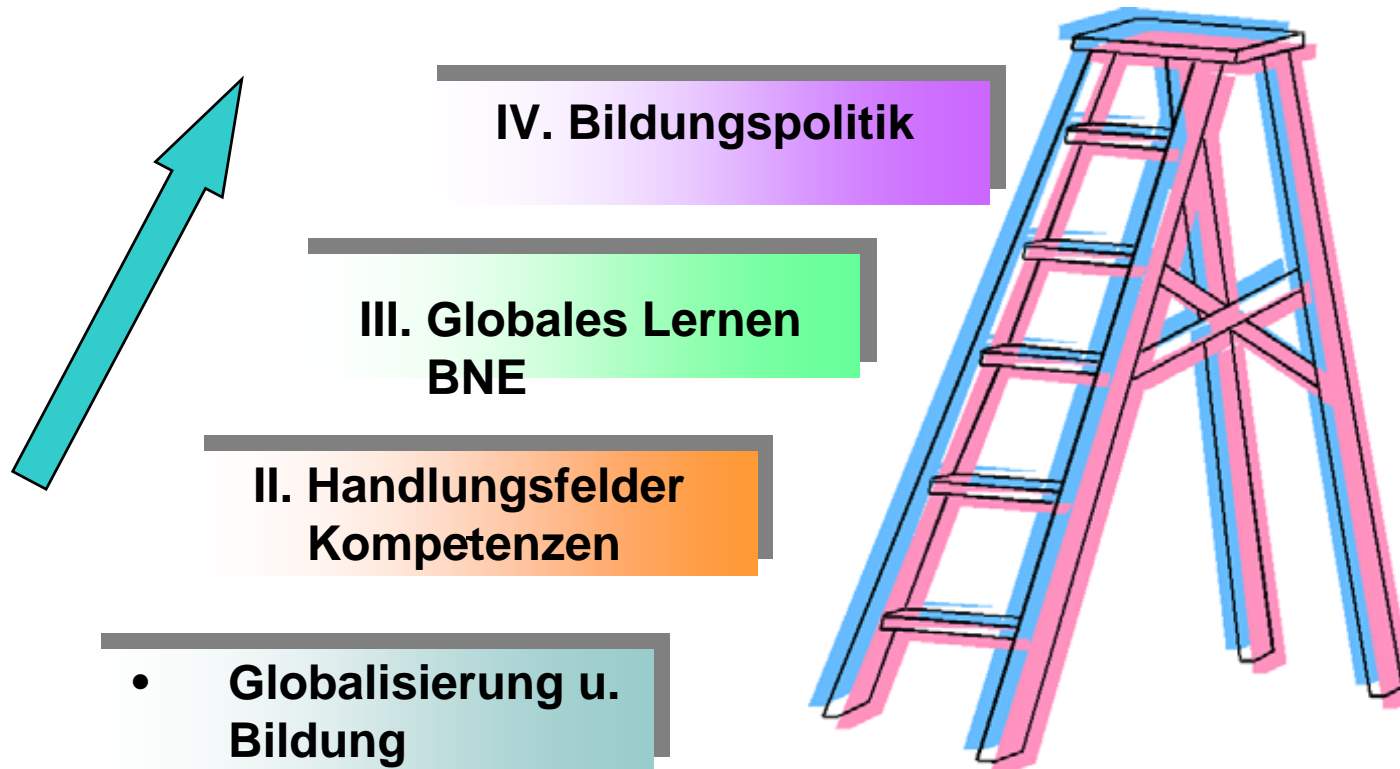 IV. Bildungspolitik
III. Globales Lernen
BNE
II. Handlungsfelder
Kompetenzen
• Globalisierung u.
Bildung